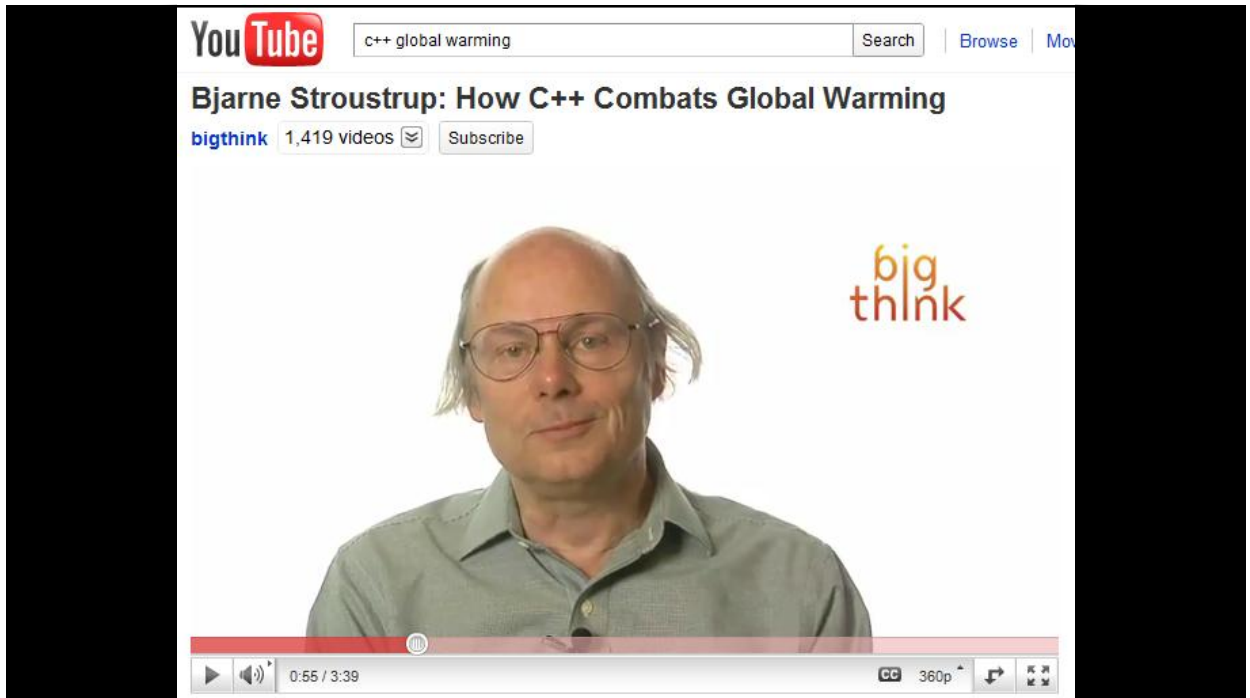 YouTube c++ global warming Search Browse Mov
Bjarne Stroustrup: How C++ Combats Global Warming
bigthink 1,419 videos Subscribe
big
think
0:55 / 3:39 CC 360p